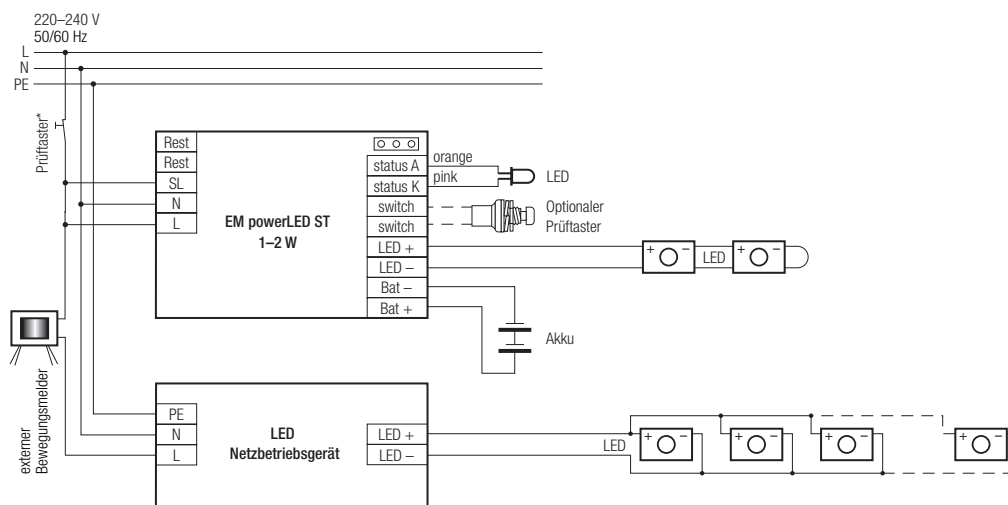 220–240 V
50/60 Hz
L
N
PE
Prüftaster*
Rest
Rest
SL
N
L
EM powerLED ST
1–2 W
status A
status K
switch
switch
LED +
LED –
Bat –
Bat +
orange
pink
LED
Optionaler
Prüftaster
+ –
LED
+ –
Akku
externer
Bewegungsmelder
PE
N
L
LED
Netzbetriebsgerät
LED +
LED –
LED
+ –
+ –
+ –
+ –